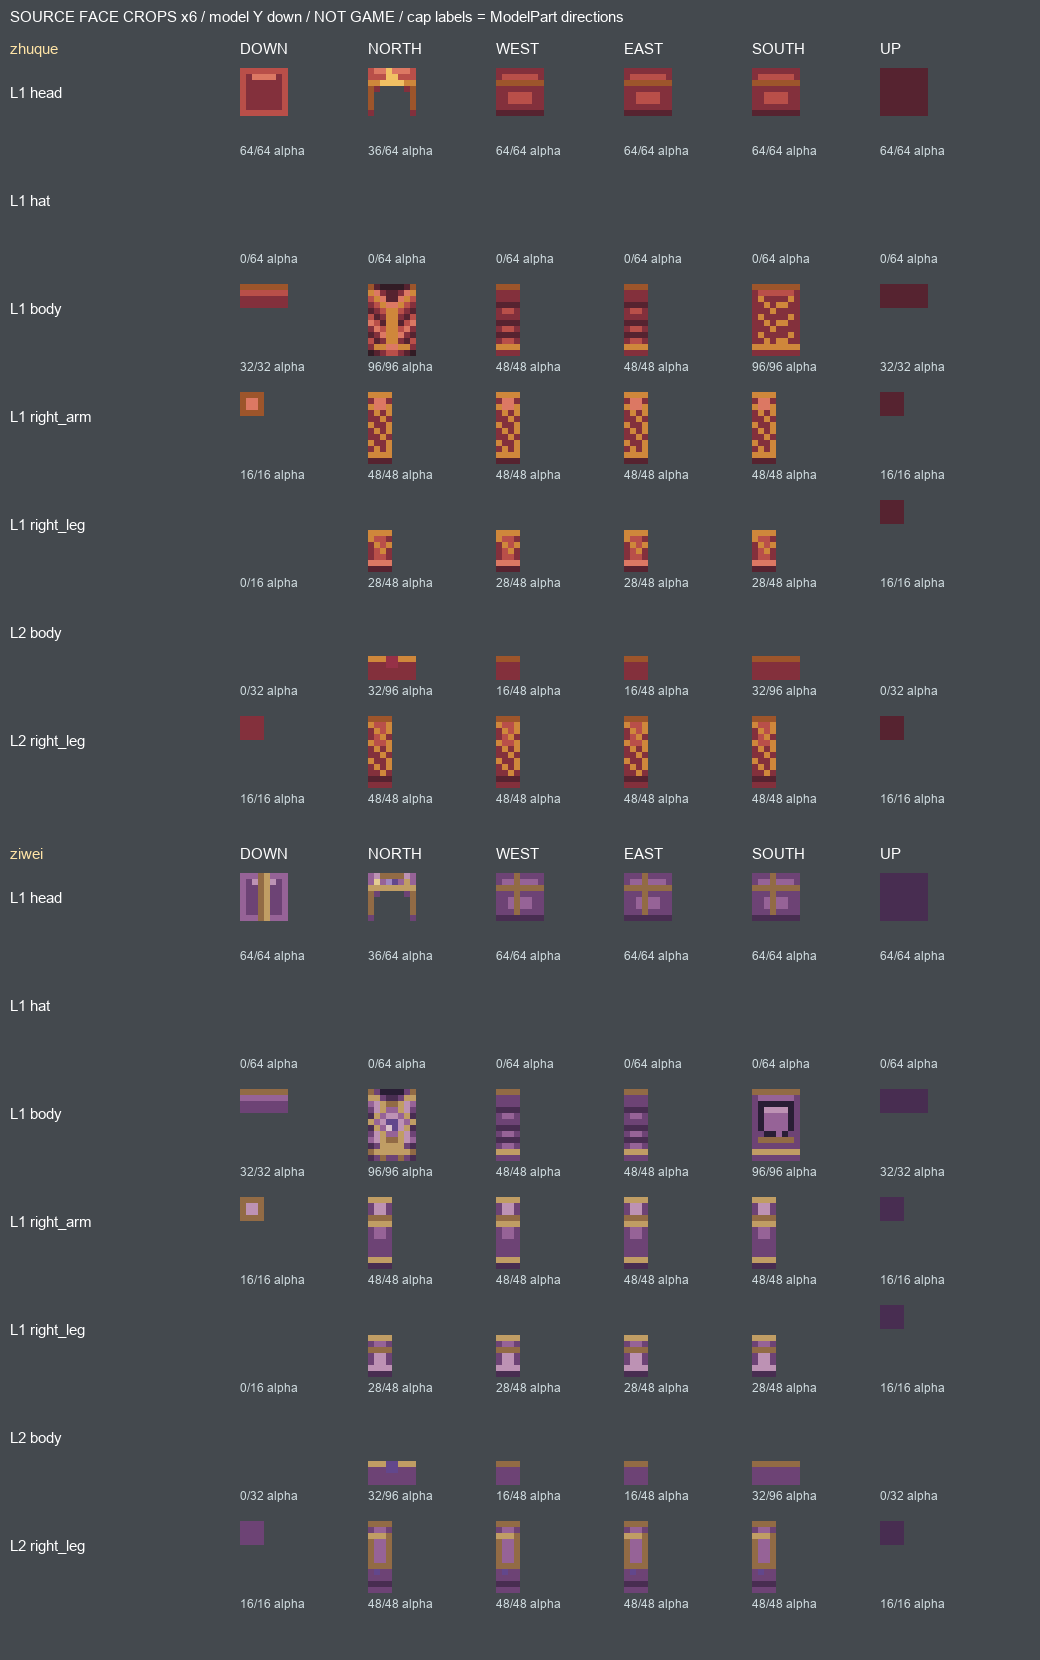 SOURCE FACE CROPS x6 / model Y down / NOT GAME / cap labels = ModelPart directions
zhuque DOWN NORTH WEST EAST SOUTH UP
L1 head
64/64 alpha 36/64 alpha 64/64 alpha 64/64 alpha 64/64 alpha 64/64 alpha
L1 hat
0/64 alpha 0/64 alpha 0/64 alpha 0/64 alpha 0/64 alpha 0/64 alpha
L1 body
32/32 alpha 96/96 alpha 48/48 alpha 48/48 alpha 96/96 alpha 32/32 alpha
L1 right_arm
16/16 alpha 48/48 alpha 48/48 alpha 48/48 alpha 48/48 alpha 16/16 alpha
L1 right_leg
0/16 alpha 28/48 alpha 28/48 alpha 28/48 alpha 28/48 alpha 16/16 alpha
L2 body
0/32 alpha 32/96 alpha 16/48 alpha 16/48 alpha 32/96 alpha 0/32 alpha
L2 right_leg
16/16 alpha 48/48 alpha 48/48 alpha 48/48 alpha 48/48 alpha 16/16 alpha
ziwei DOWN NORTH WEST EAST SOUTH UP
L1 head
64/64 alpha 36/64 alpha 64/64 alpha 64/64 alpha 64/64 alpha 64/64 alpha
L1 hat
0/64 alpha 0/64 alpha 0/64 alpha 0/64 alpha 0/64 alpha 0/64 alpha
L1 body
32/32 alpha 96/96 alpha 48/48 alpha 48/48 alpha 96/96 alpha 32/32 alpha
L1 right_arm
16/16 alpha 48/48 alpha 48/48 alpha 48/48 alpha 48/48 alpha 16/16 alpha
L1 right_leg
0/16 alpha 28/48 alpha 28/48 alpha 28/48 alpha 28/48 alpha 16/16 alpha
L2 body
0/32 alpha 32/96 alpha 16/48 alpha 16/48 alpha 32/96 alpha 0/32 alpha
L2 right_leg
16/16 alpha 48/48 alpha 48/48 alpha 48/48 alpha 48/48 alpha 16/16 alpha